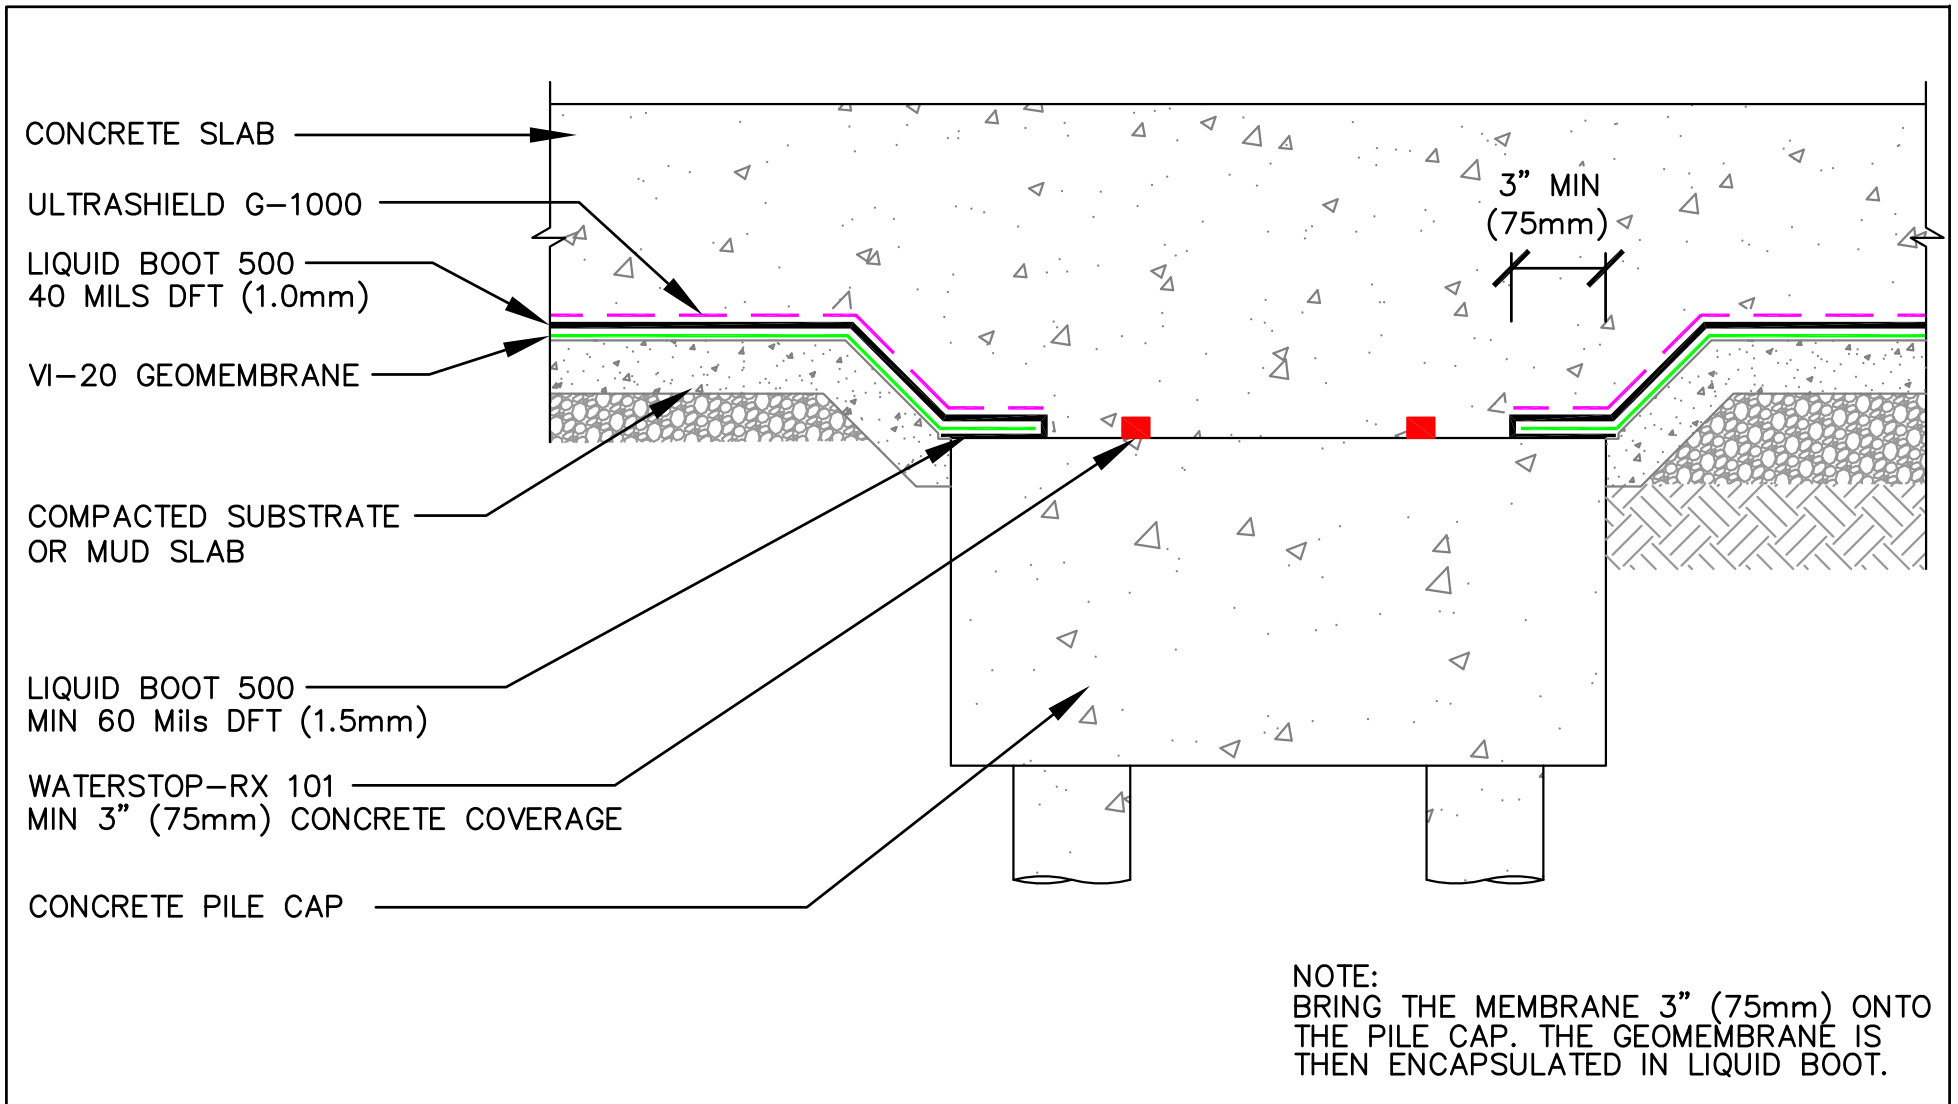 CONCRETE SLAB
ULTRASHIELD G-1000
LIQUID BOOT 500
40 MILS DFT (1.0mm)
VI-20 GEOMEMBRANE
COMPACTED SUBSTRATE
OR MUD SLAB
LIQUID BOOT 500
MIN 60 Mils DFT (1.5mm)
WATERSTOP-RX 101
MIN 3” (75mm) CONCRETE COVERAGE
CONCRETE PILE CAP
3” MIN
(75mm)
NOTE:
BRING THE MEMBRANE 3” (75mm) ONTO
THE PILE CAP. THE GEOMEMBRANE IS
THEN ENCAPSULATED IN LIQUID BOOT.